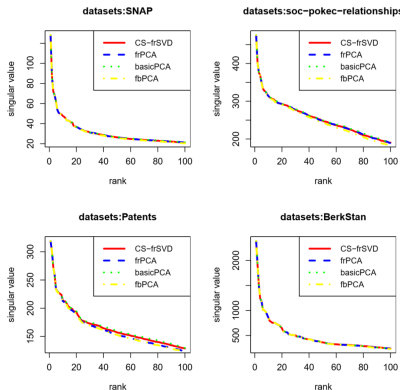 datasets:SNAP
singular value
120
100
80
60
40
20
CS−frSVD
frPCA
basicPCA
fbPCA
0
20
40
60
80
100
rank
datasets:soc−pokec−relationships
singular value
400
300
200
CS−frSVD
frPCA
basicPCA
fbPCA
0
20
40
60
80
100
rank
datasets:Patents
singular value
300
250
200
150
CS−frSVD
frPCA
basicPCA
fbPCA
0
20
40
60
80
100
rank
datasets:BerkStan
singular value
2000
1000
500
CS−frSVD
frPCA
basicPCA
fbPCA
0
20
40
60
80
100
rank